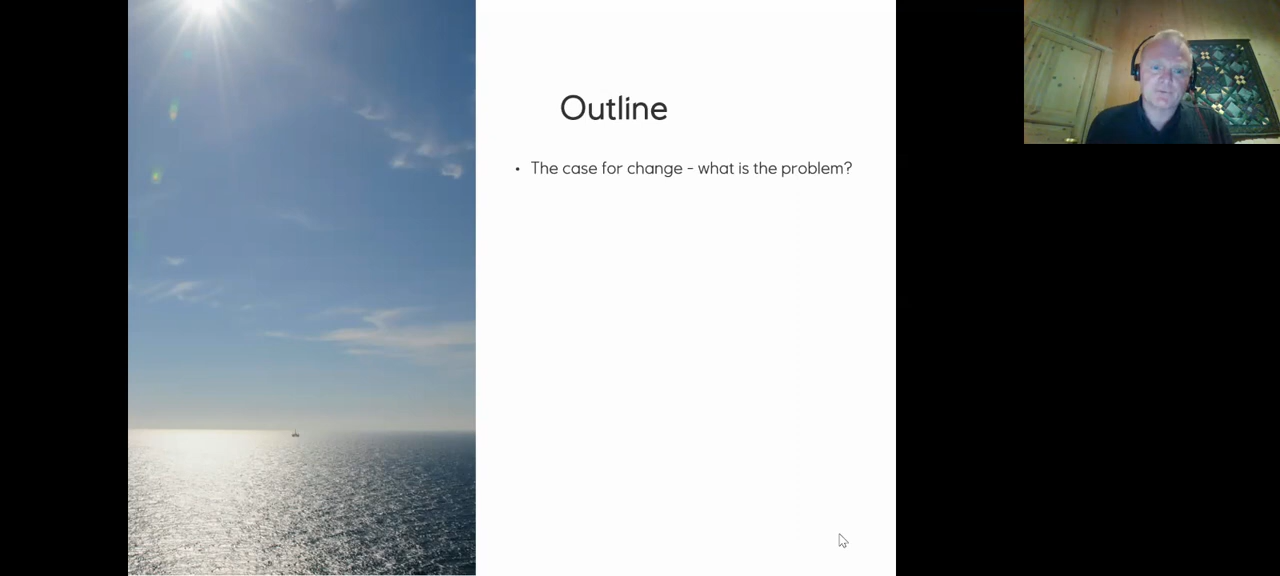 Outline
• The case for change - what is the problem?